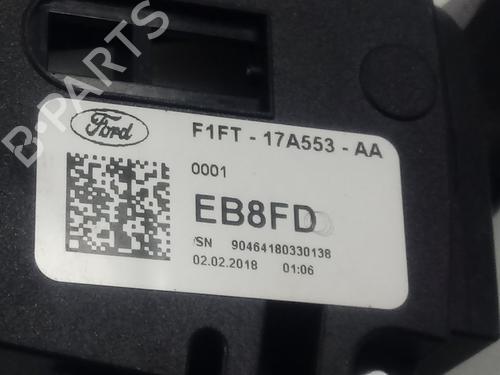 B-PARTS
Ford
F1FT - 17A553 - AA
0001
EB8FD
SN 90464180330138
02.02.2018 01:06